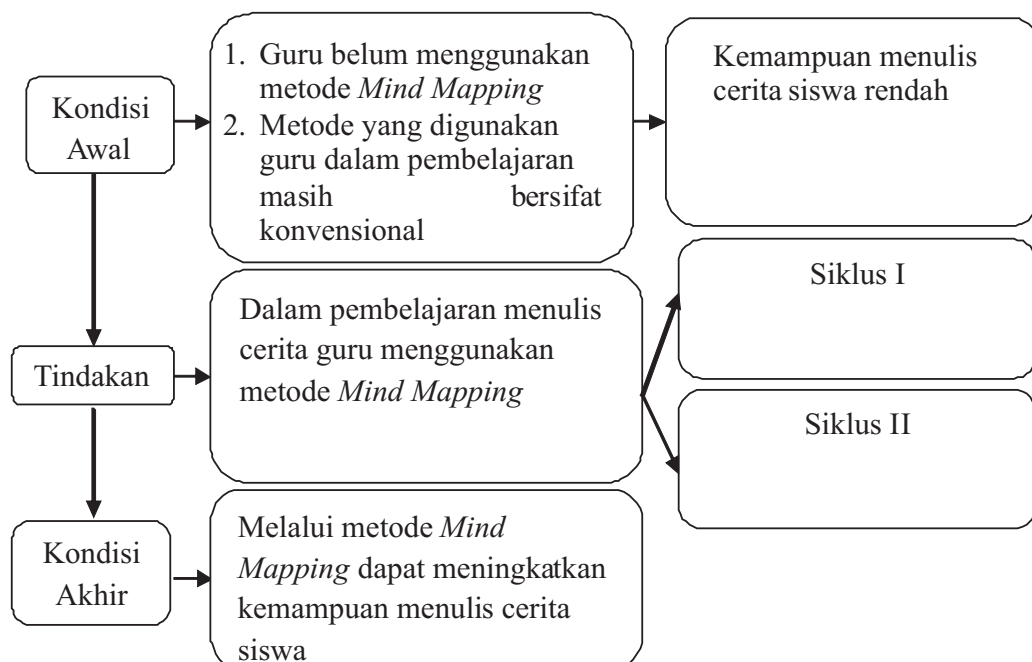 Kondisi
Awal
1. Guru belum menggunakan
metode Mind Mapping
2. Metode yang digunakan
guru dalam pembelajaran
masih bersifat
konvensional
Kemampuan menulis
cerita siswa rendah
Tindakan
Dalam pembelajaran menulis
cerita guru menggunakan
metode Mind Mapping
Siklus I
Siklus II
Kondisi
Akhir
Melalui metode Mind
Mapping dapat meningkatkan
kemampuan menulis cerita
siswa